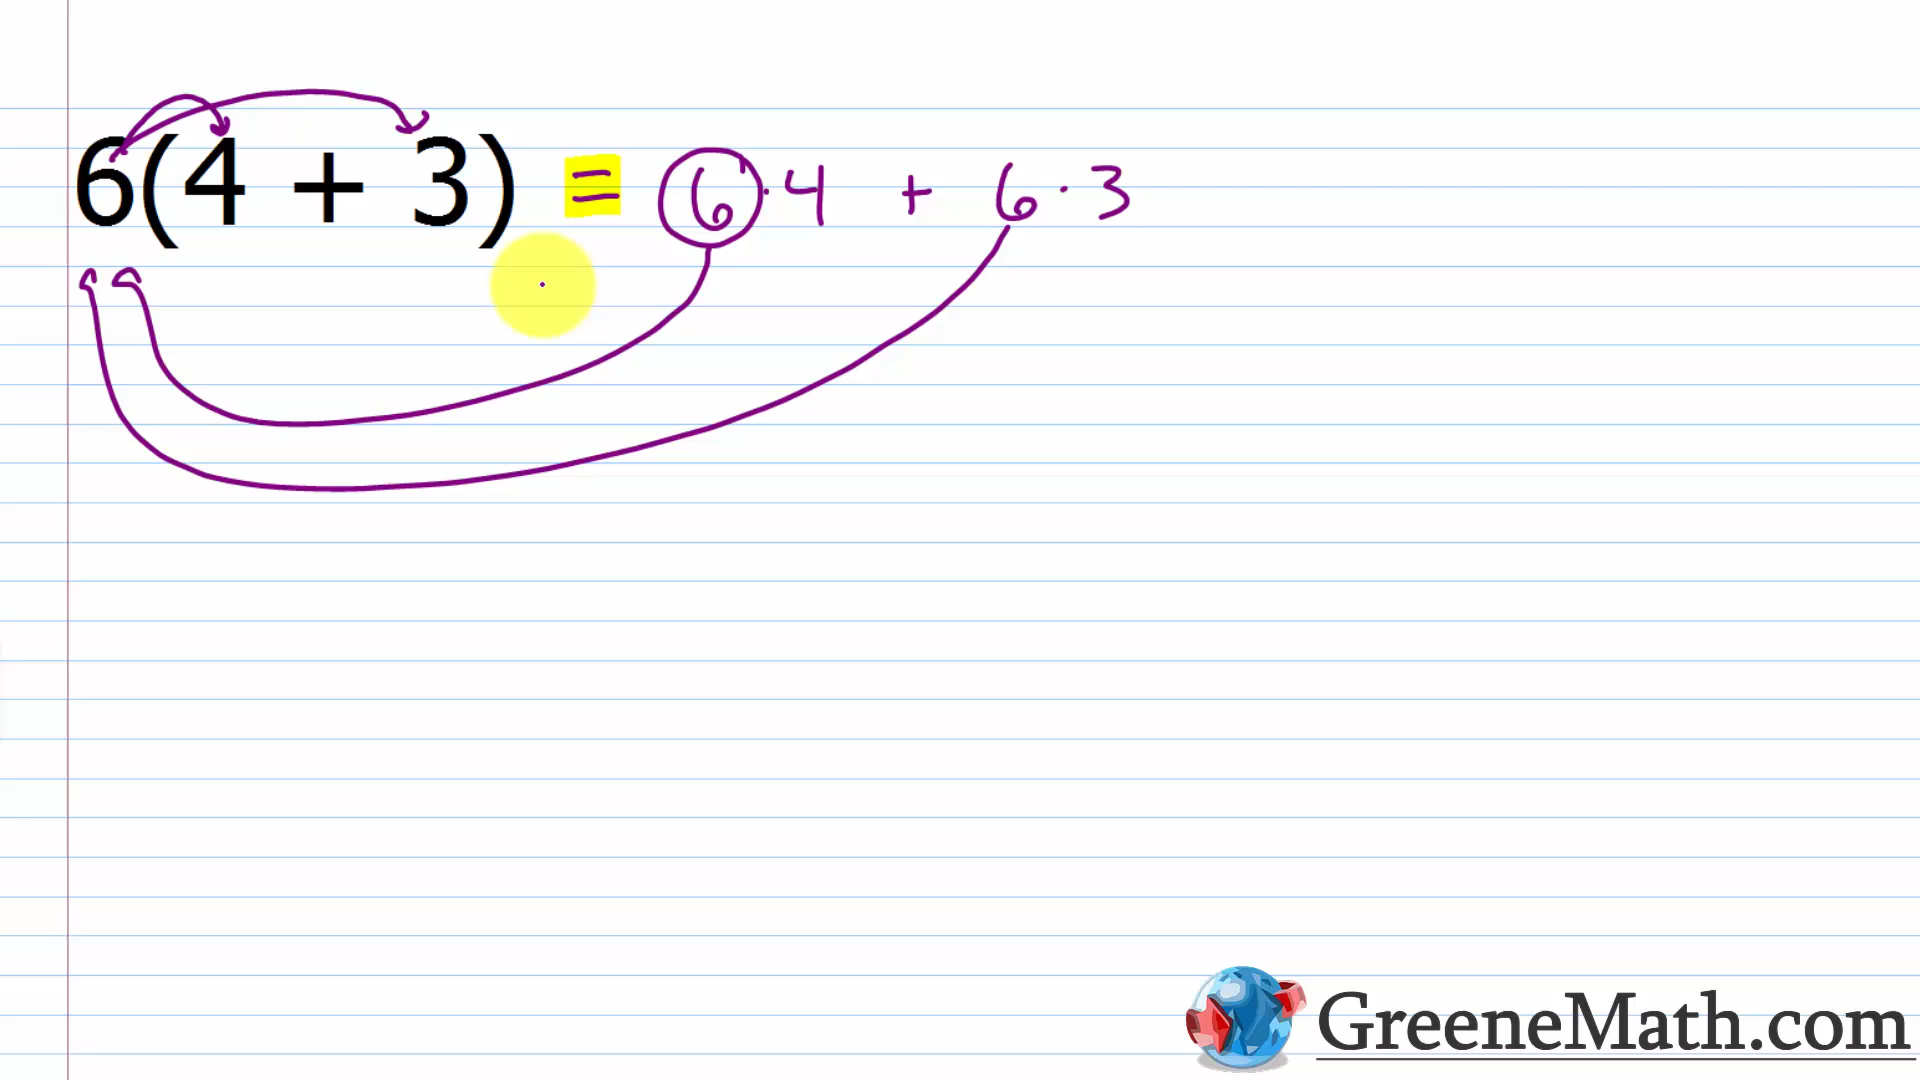 6(4 + 3) = 6·4 + 6·3
GreeneMath.com